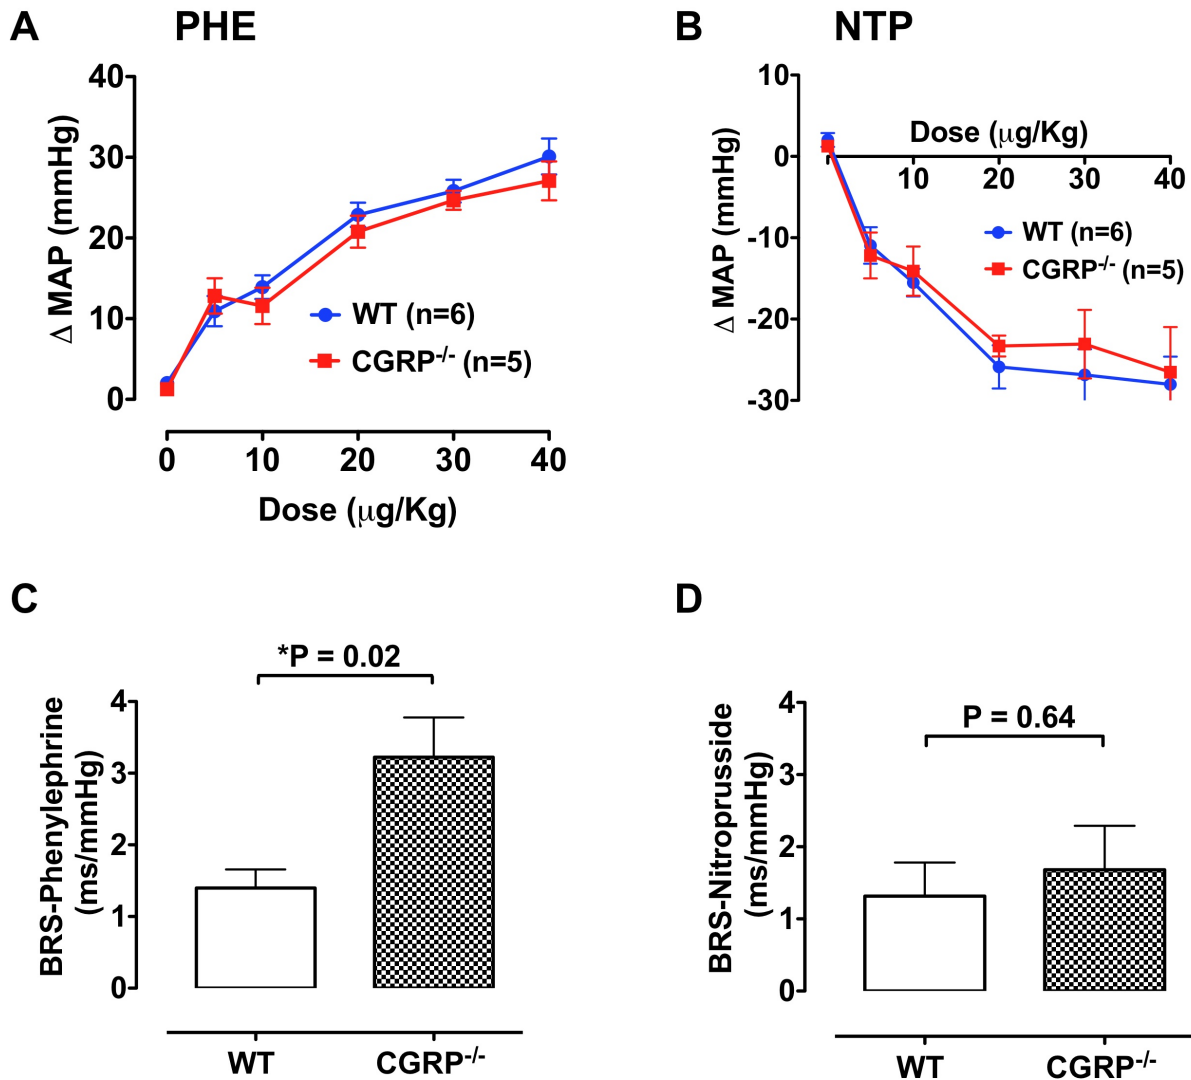 A PHE
40
30
20
10
0
Δ MAP (mmHg)
WT (n=6)
CGRP-/- (n=5)
0 10 20 30 40
Dose (μg/Kg)
B NTP
10
0
-10
-20
-30
Δ MAP (mmHg)
Dose (μg/Kg)
10 20 30 40
WT (n=6)
CGRP-/- (n=5)
C
*P = 0.02
4
3
2
1
0
BRS-Phenylephrine
(ms/mmHg)
WT CGRP-/-
D
P = 0.64
4
3
2
1
0
BRS-Nitroprusside
(ms/mmHg)
WT CGRP-/-